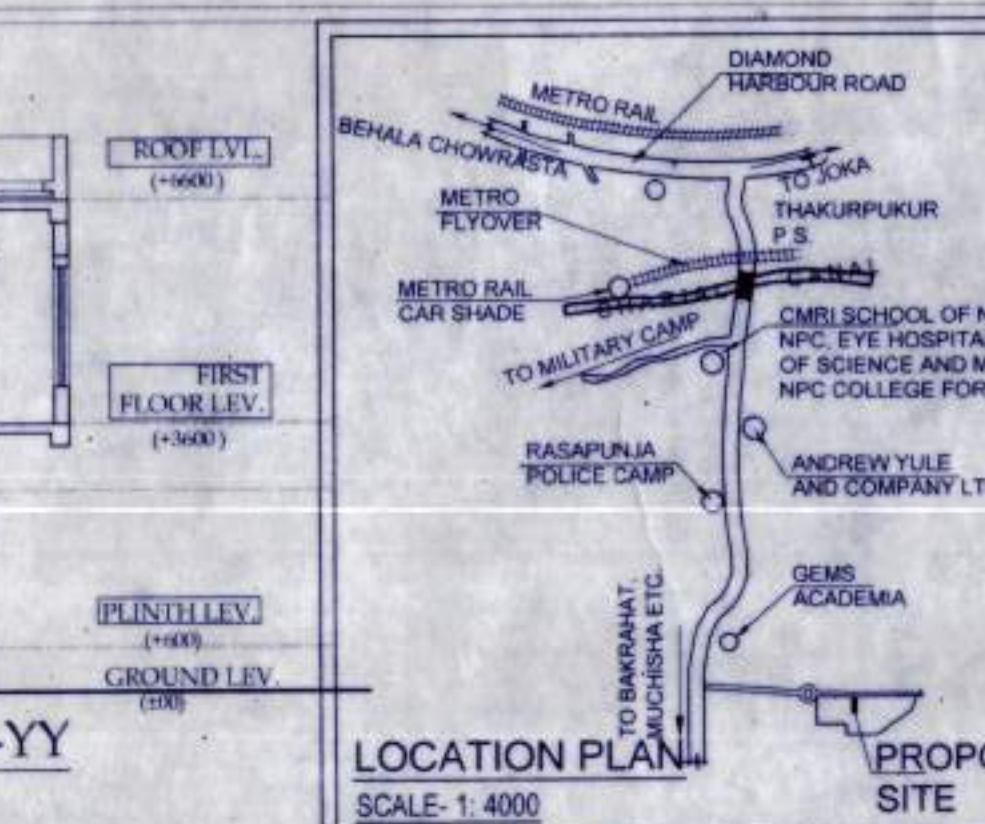 ROOF LVL.
(+6600)
FIRST
FLOOR LEV.
(+3600)
PLINTH LEV.
(+600)
GROUND LEV.
(±00)
YY
DIAMOND
HARBOUR ROAD
METRO RAIL
BEHALA CHOWRASTA
TO JOKA
METRO
FLYOVER
THAKURPUKUR
P S.
METRO RAIL
CAR SHADE
CANAL
TO MILITARY CAMP
CMRI SCHOOL OF N
NPC, EYE HOSPITA
OF SCIENCE AND M
NPC COLLEGE FOR
RASAPUNJA
POLICE CAMP
ANDREW YULE
AND COMPANY LT
GEMS
ACADEMIA
TO BAKRAHAT,
MUCHISHA ETC.
LOCATION PLAN
SCALE- 1: 4000
PROPO
SITE